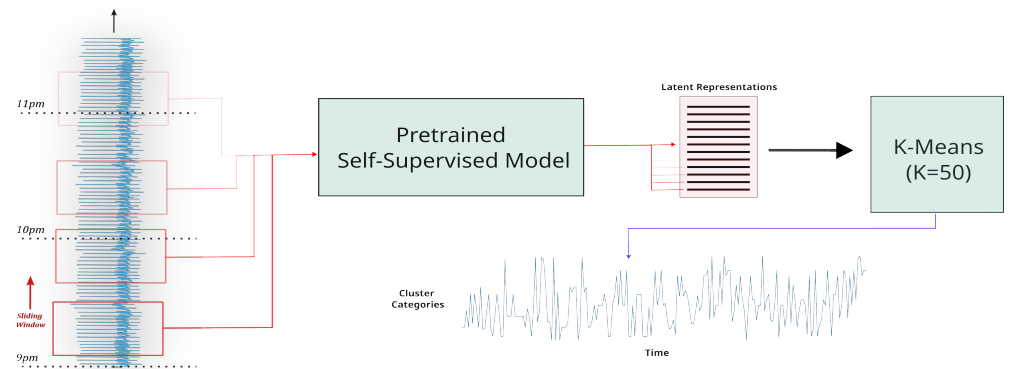 11pm
10pm
Sliding
Window
9pm
Pretrained
Self-Supervised Model
Latent Representations
K-Means
(K=50)
Cluster
Categories
Time